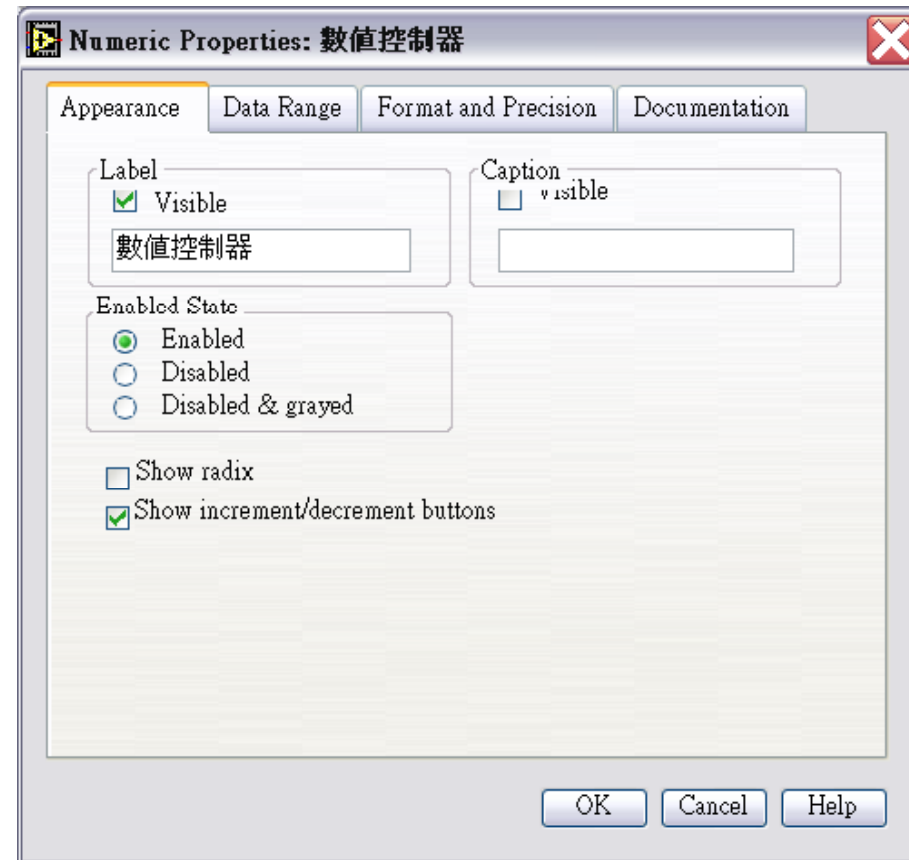 Numeric Properties: 數值控制器
Appearance
Data Range
Format and Precision
Documentation
Label
Visible
數值控制器
Caption
Visible
Enabled State
Enabled
Disabled
Disabled & grayed
Show radix
Show increment/decrement buttons
OK
Cancel
Help